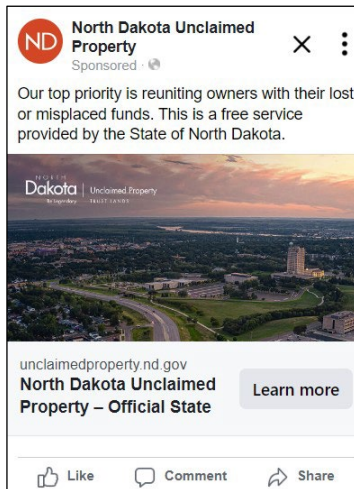 ND
North Dakota Unclaimed
Property
Sponsored ·
Our top priority is reuniting owners with their lost
or misplaced funds. This is a free service
provided by the State of North Dakota.
NORTH
Dakota | Unclaimed Property
Be Legendary. TRUST LANDS
unclaimedproperty.nd.gov
North Dakota Unclaimed
Property – Official State
Learn more
Like Comment Share